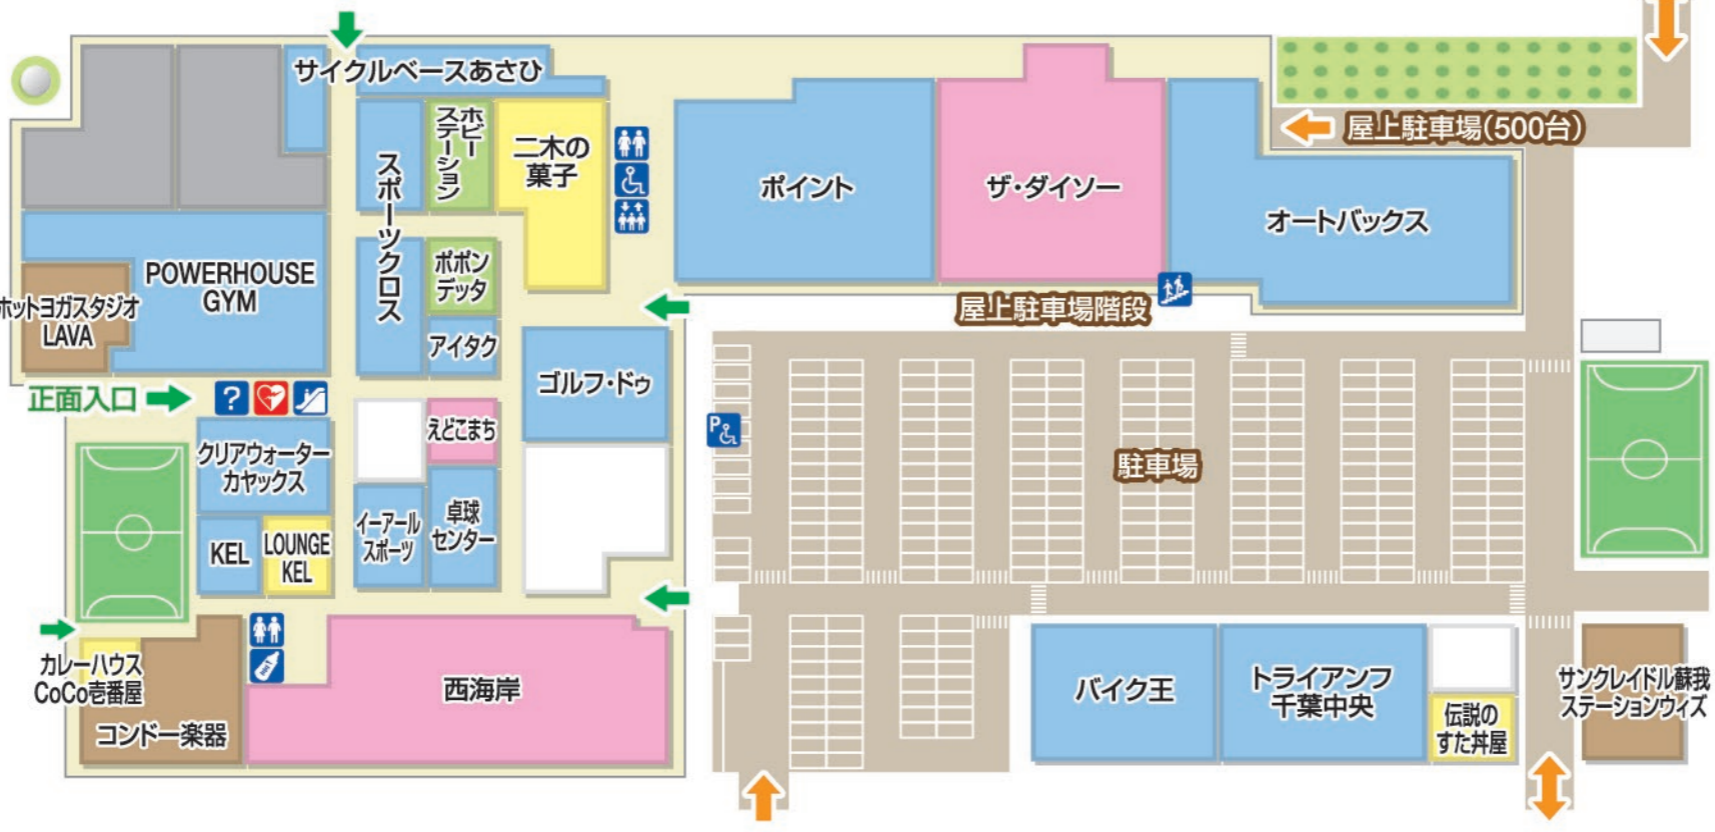 サイクルベースあさひ
ホビー
ステーション
二木の
菓子
スポーツクロス
ポイント
ザ・ダイソー
オートバックス
屋上駐車場(500台)
POWERHOUSE
GYM
ホットヨガスタジオ
LAVA
ポポン
デッタ
アイタク
屋上駐車場階段
ゴルフ・ドゥ
正面入口
?
クリアウォーター
カヤックス
えどこまち
P
駐車場
KEL
LOUNGE
KEL
イーアール
スポーツ
卓球
センター
カレーハウス
CoCo壱番屋
コンドー楽器
西海岸
バイク王
トライアンフ
千葉中央
伝説の
すた丼屋
サンクレイドル蘇我
ステーションウィズ